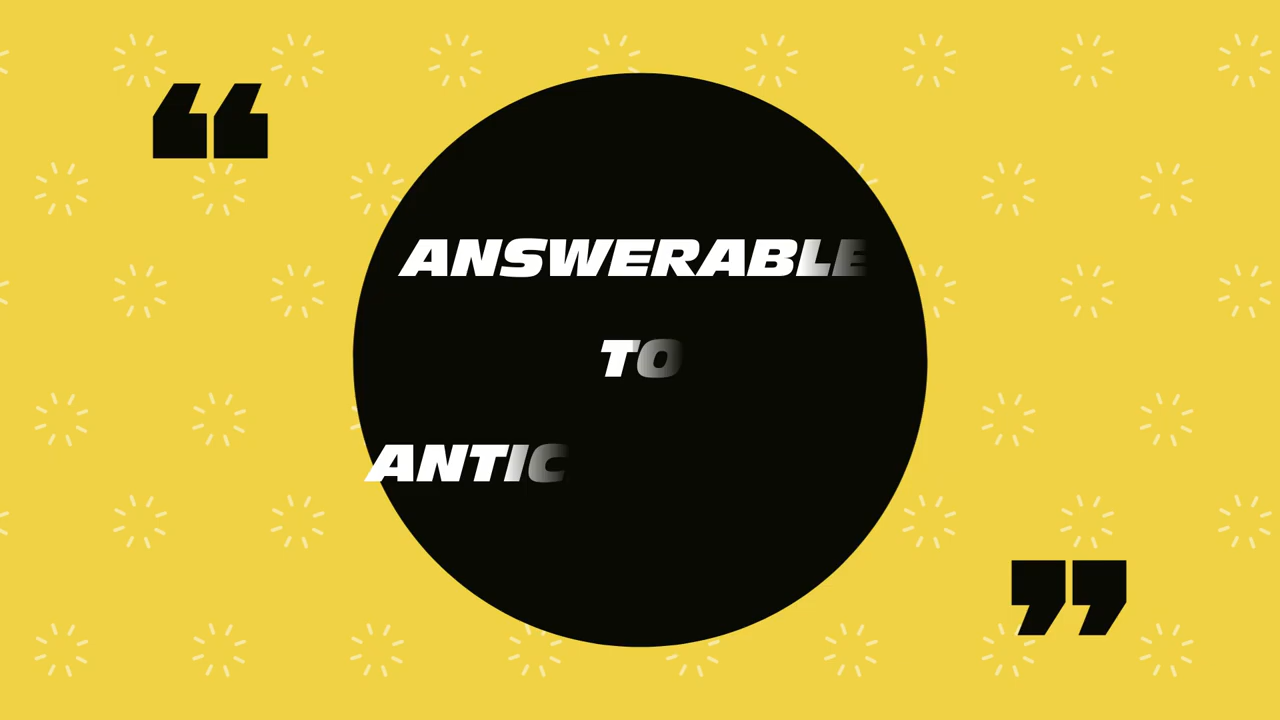 “
ANSWERABLE
TO
ANTIC
”